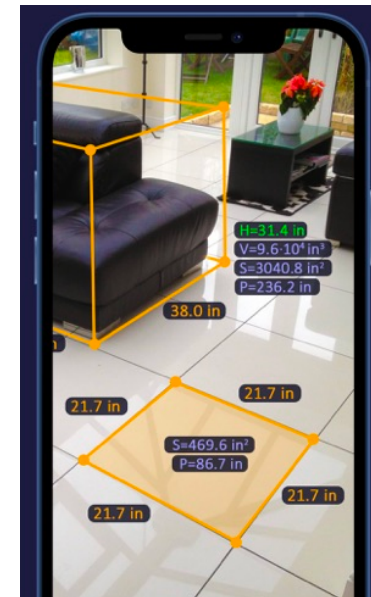 H=31.4 in
V=9.6·10⁴ in³
S=3040.8 in²
P=236.2 in
38.0 in
21.7 in
21.7 in
S=469.6 in²
P=86.7 in
21.7 in
21.7 in